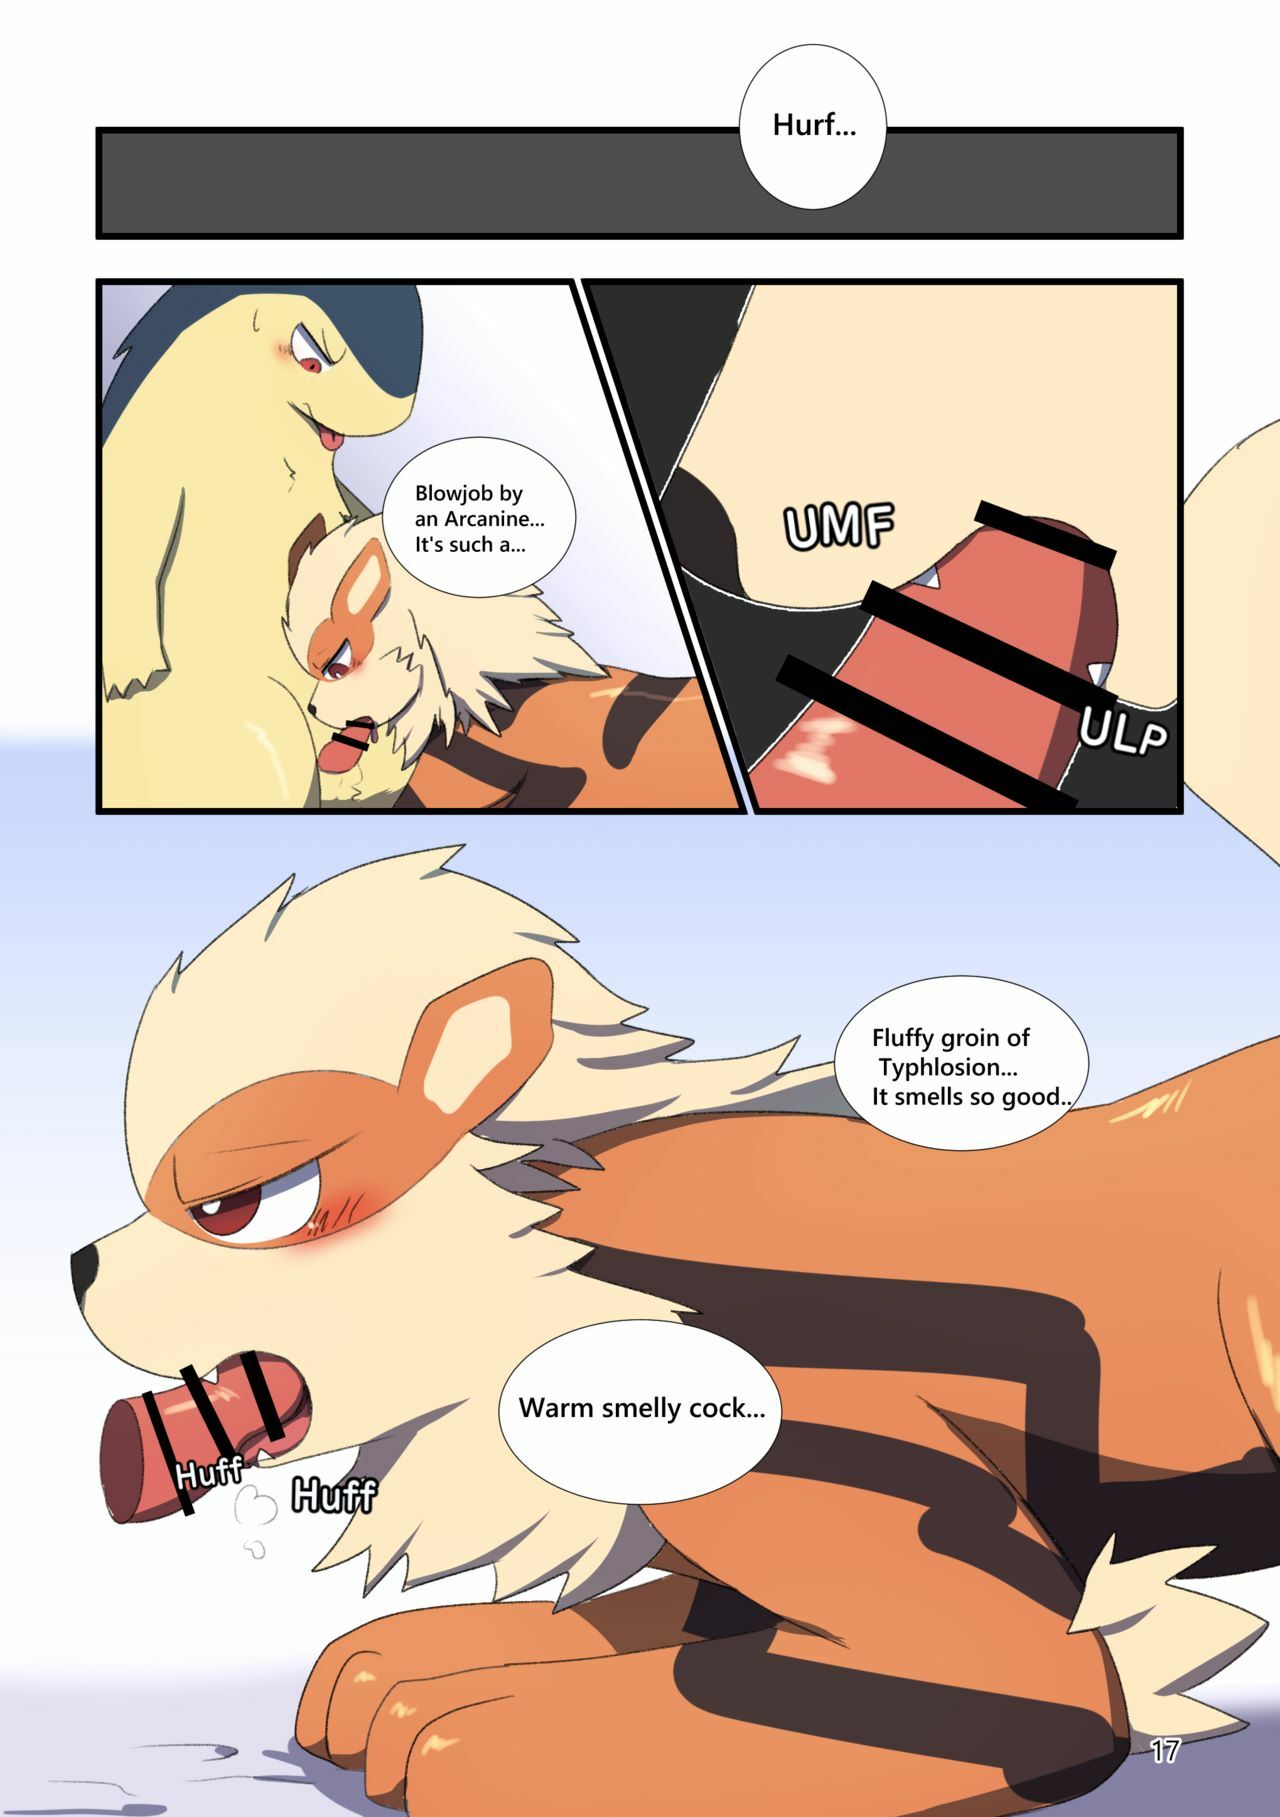 Hurf...
Blowjob by
an Arcanine...
It's such a...
UMF
ULP
Fluffy groin of
Typhlosion...
It smells so good..
Warm smelly cock...
Huff
Huff
17